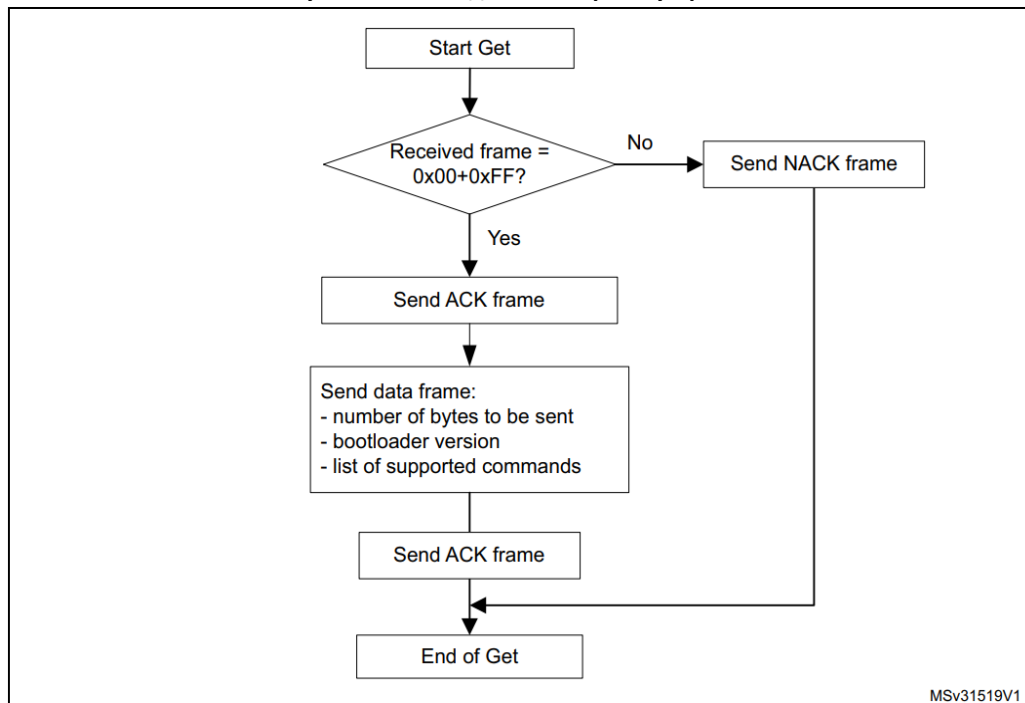 Start Get
Received frame =
0x00+0xFF?
No
Send NACK frame
Yes
Send ACK frame
Send data frame:
- number of bytes to be sent
- bootloader version
- list of supported commands
Send ACK frame
End of Get
MSv31519V1